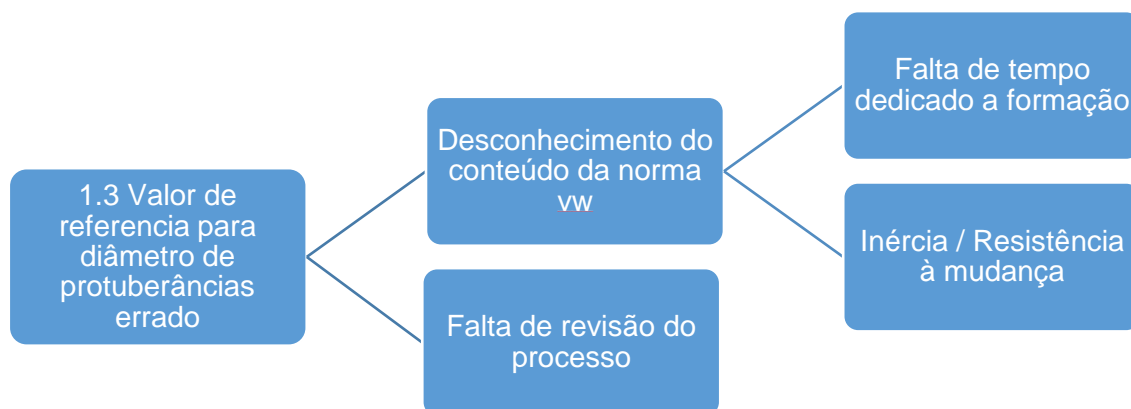 1.3 Valor de
referencia para
diâmetro de
protuberâncias
errado
Desconhecimento do
conteúdo da norma
vw
Falta de revisão do
processo
Falta de tempo
dedicado a formação
Inércia / Resistência
à mudança